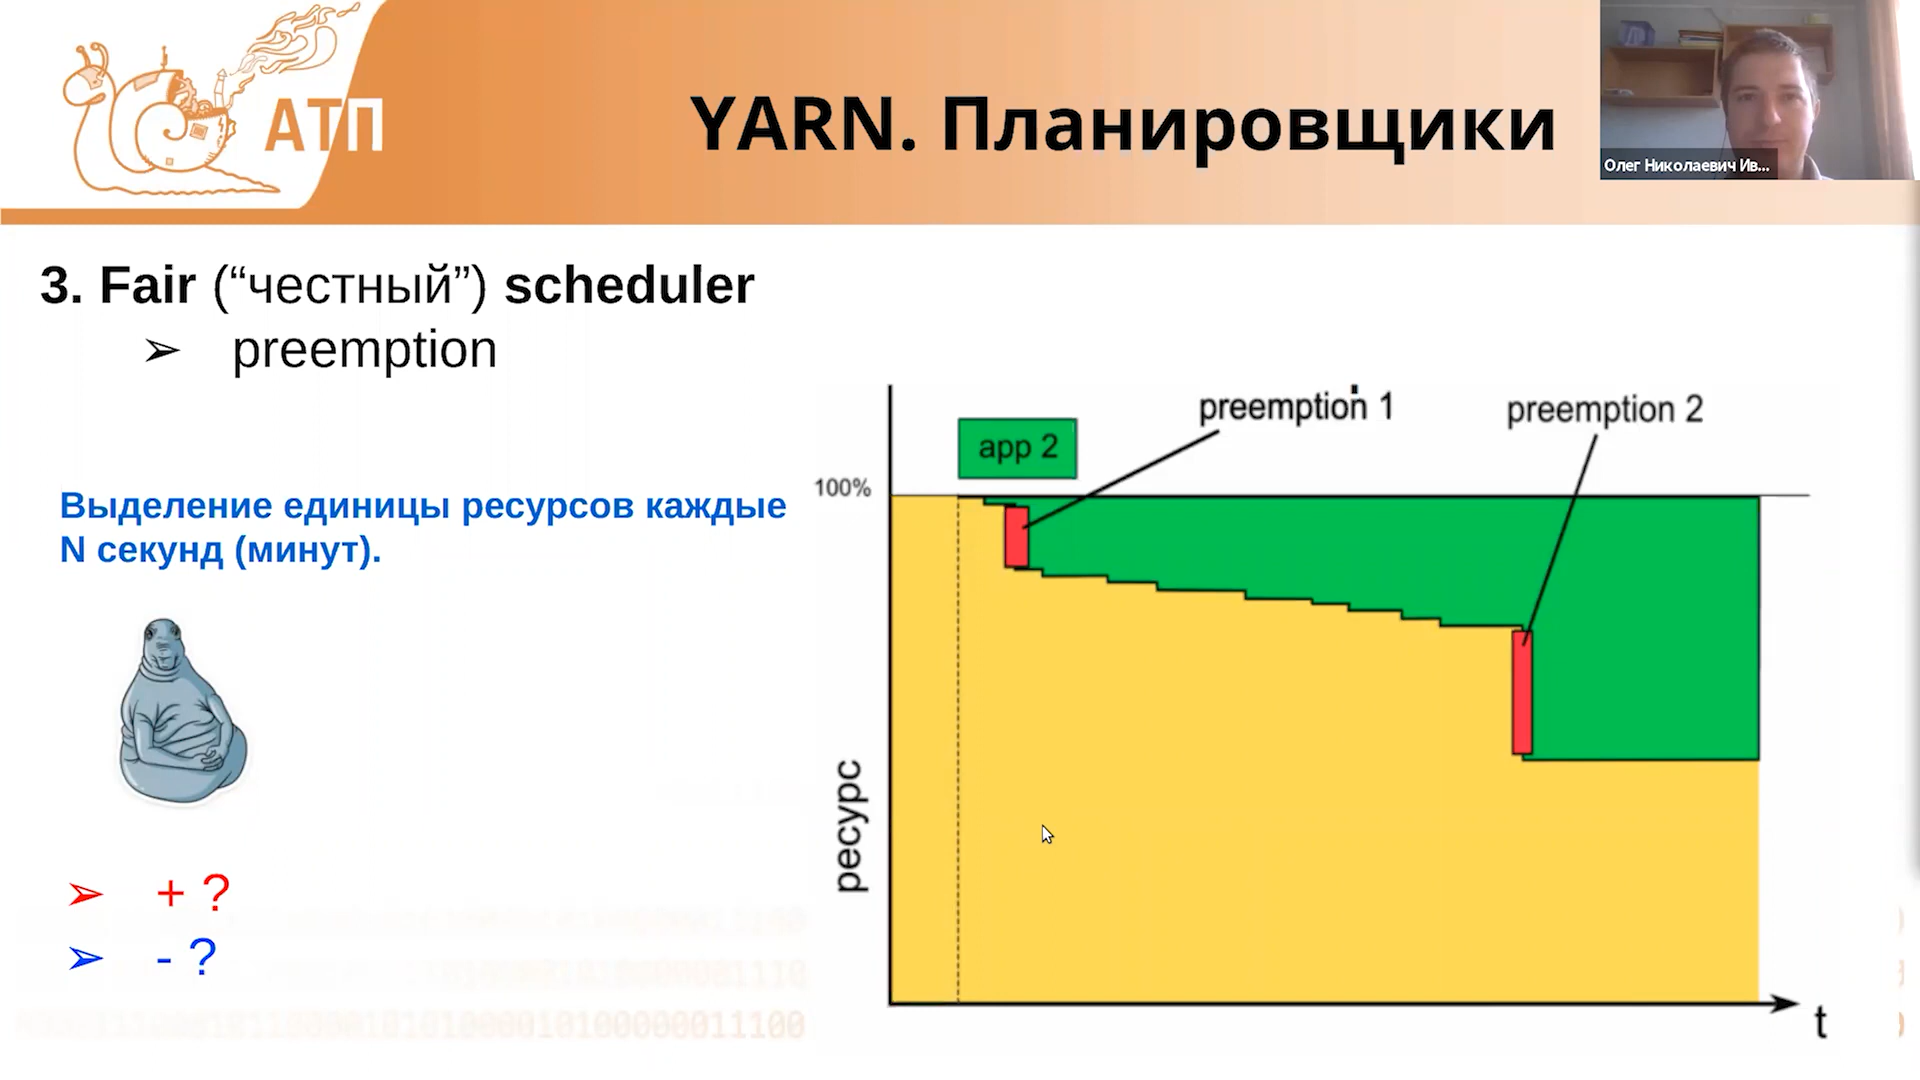 АТП
YARN. Планировщики
Олег Николаевич Ив...
3. Fair (“честный”) scheduler
➢ preemption
Выделение единицы ресурсов каждые
N секунд (минут).
➢ + ?
➢ - ?
preemption 1
preemption 2
app 2
100%
ресурс
t